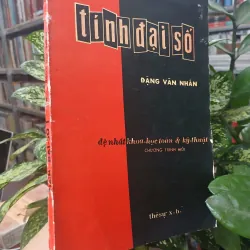 tính đại số
ĐẶNG VĂN NHÂN
đệ nhất khoa-học toán & kỹ-thuật
CHƯƠNG TRÌNH MỚI